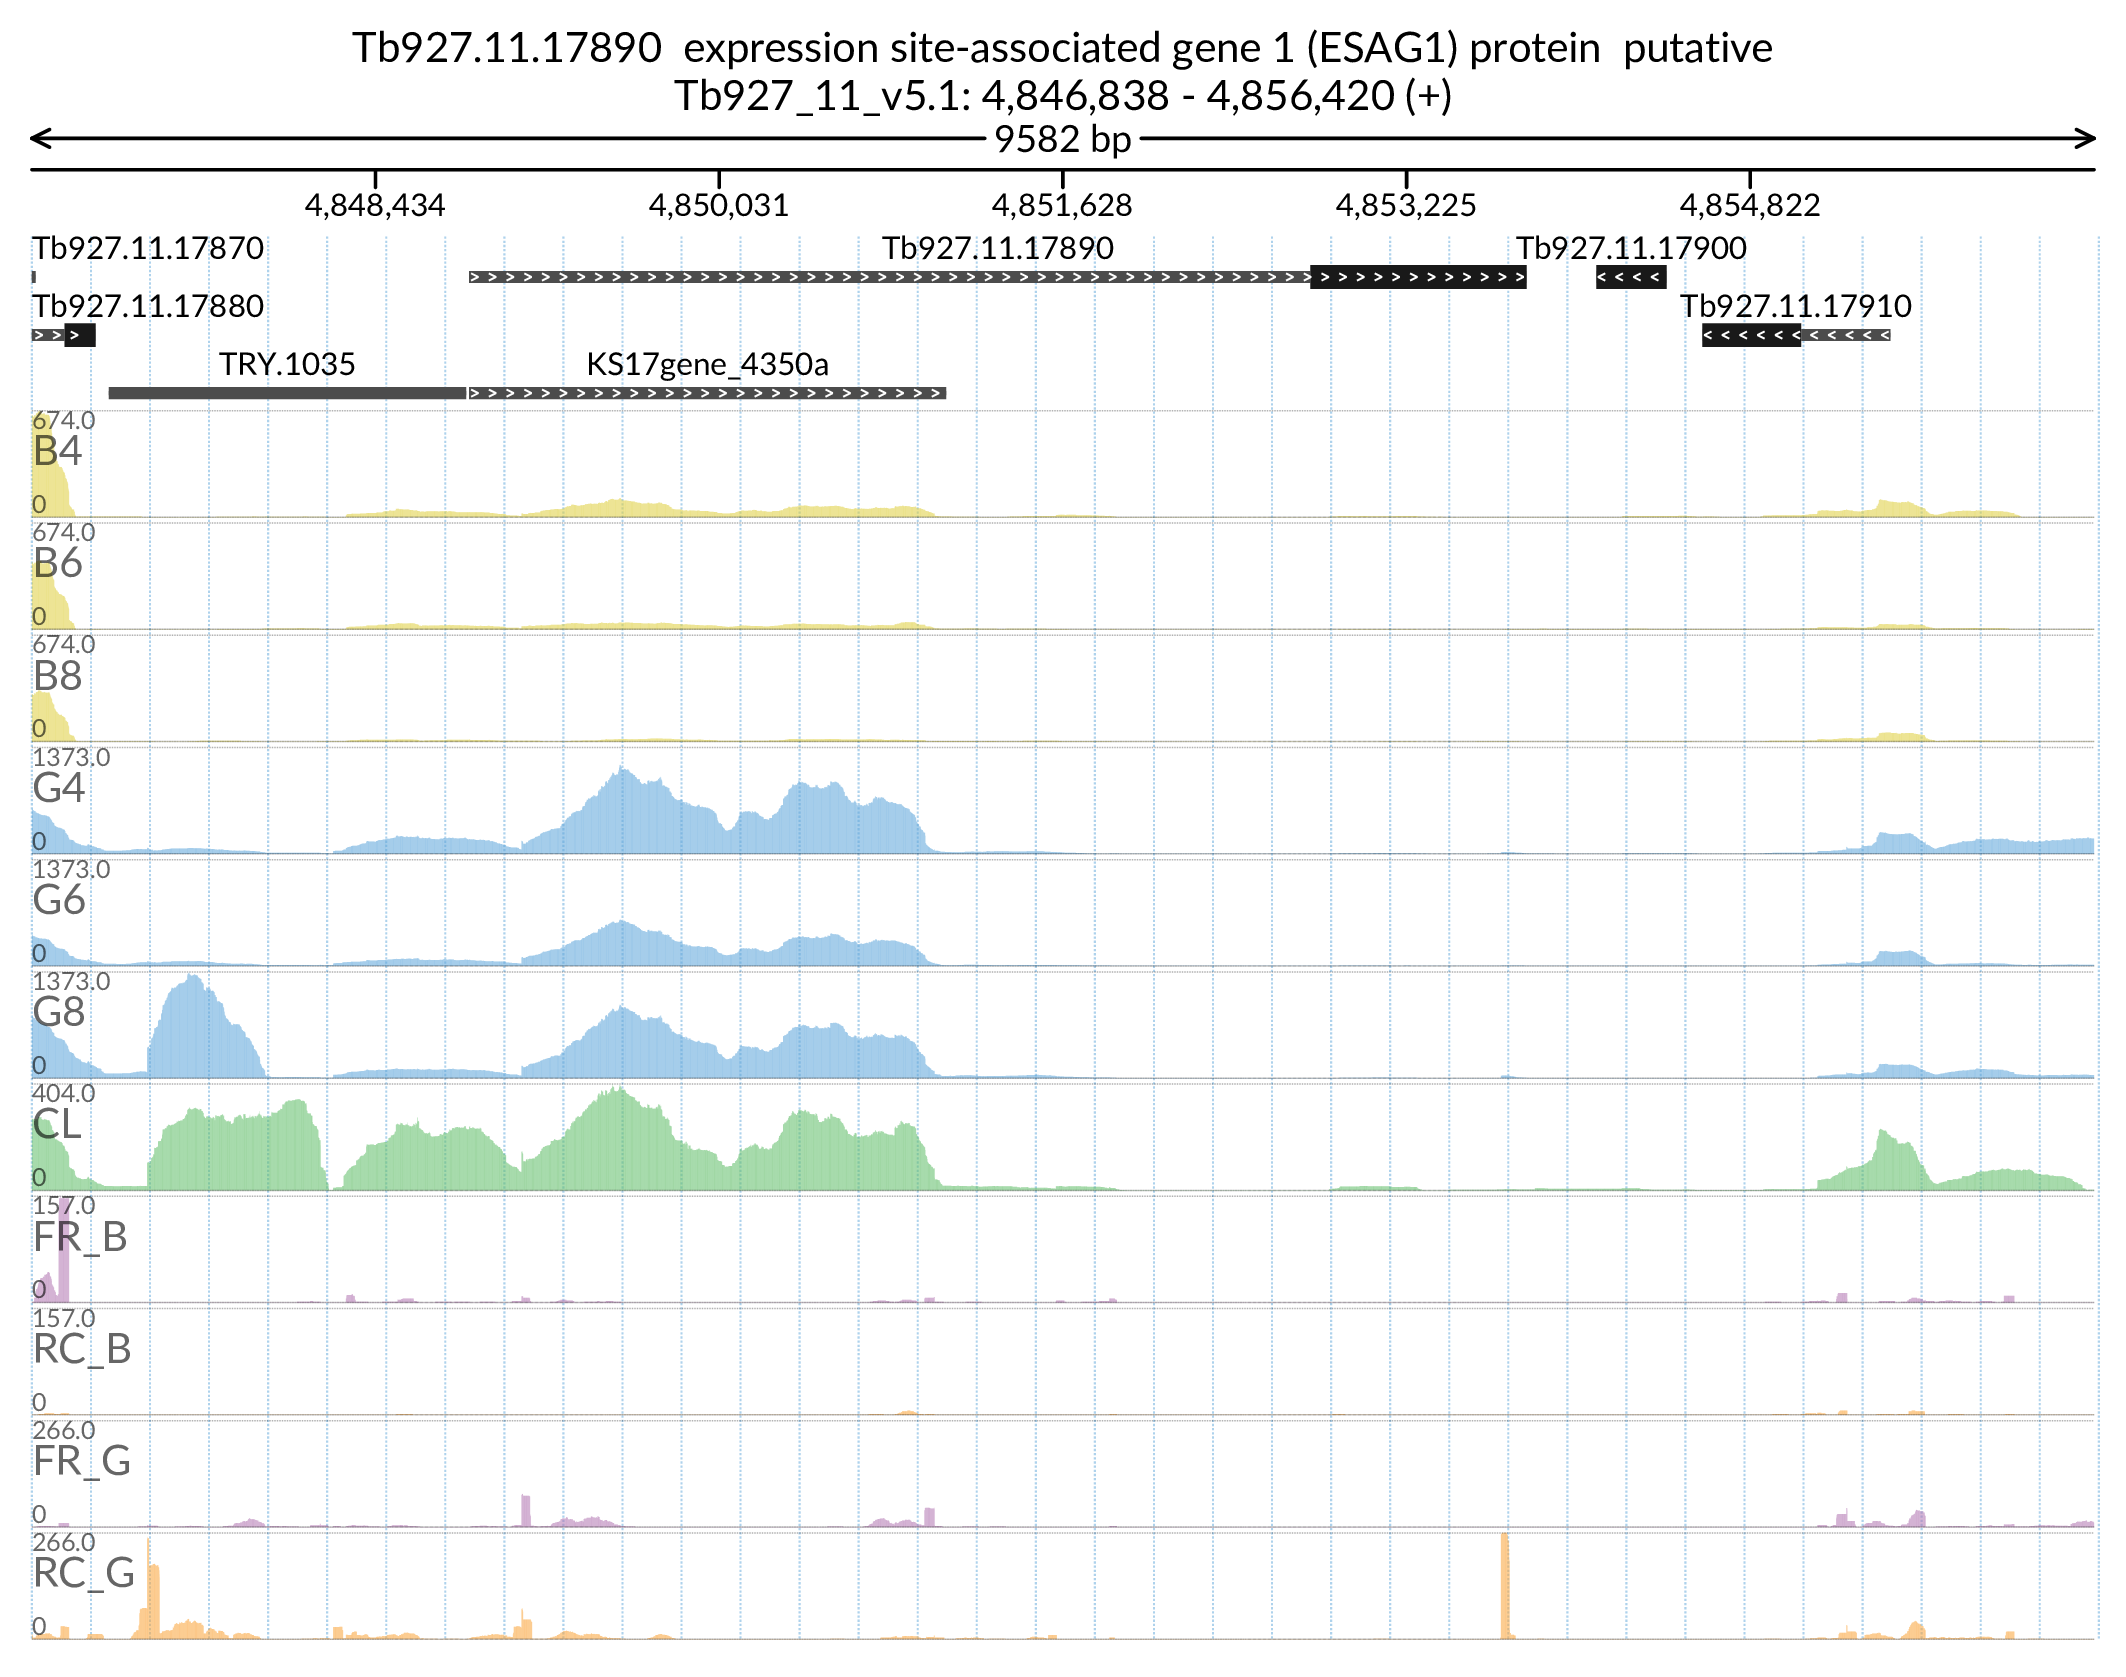 Tb927.11.17890  expression site-associated gene 1 (ESAG1) protein  putative
Tb927_11_v5.1: 4,846,838 - 4,856,420 (+)
9582 bp
4,848,434 4,850,031 4,851,628 4,853,225 4,854,822
Tb927.11.17870 Tb927.11.17890 Tb927.11.17900
Tb927.11.17880 Tb927.11.17910
TRY.1035 KS17gene_4350a
674.0
B4
0
674.0
B6
0
674.0
B8
0
1373.0
G4
0
1373.0
G6
0
1373.0
G8
0
404.0
CL
0
157.0
FR_B
0
157.0
RC_B
0
266.0
FR_G
0
266.0
RC_G
0